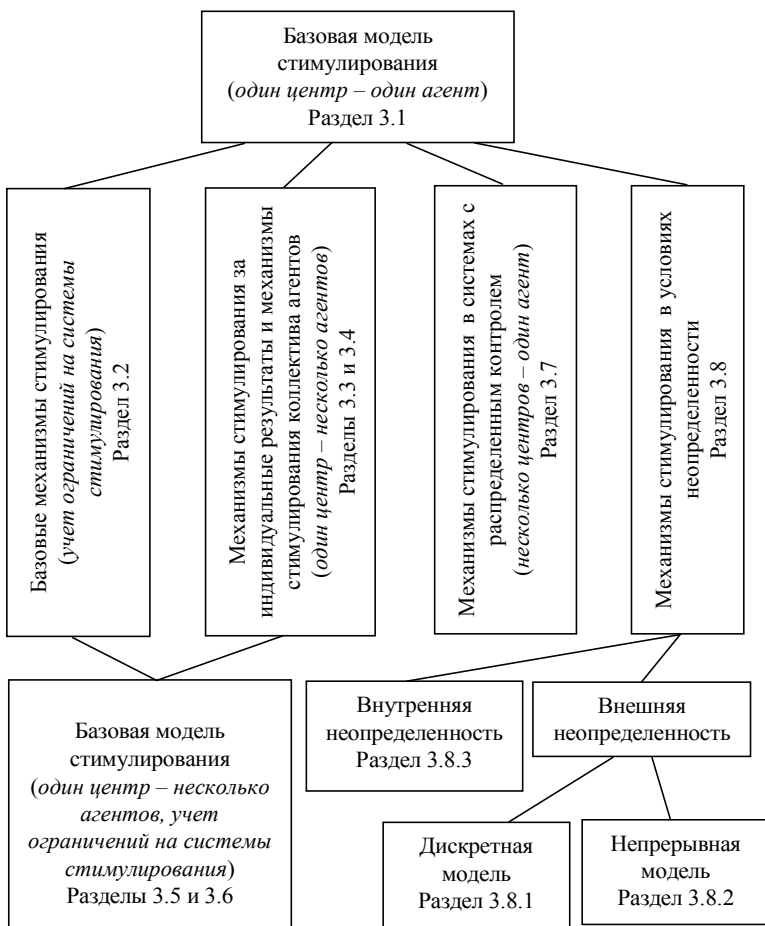 Базовая модель
стимулирования
(один центр – один агент)
Раздел 3.1
Базовые механизмы стимулирования
(учет ограничений на системы
стимулирования)
Раздел 3.2
Механизмы стимулирования за
индивидуальные результаты и механизмы
стимулирования коллектива агентов
(один центр – несколько агентов)
Разделы 3.3 и 3.4
Механизмы стимулирования в системах с
распределенным контролем
(несколько центров – один агент)
Раздел 3.7
Механизмы стимулирования в условиях
неопределенности
Раздел 3.8
Базовая модель
стимулирования
(один центр – несколько
агентов, учет
ограничений на системы
стимулирования)
Разделы 3.5 и 3.6
Внутренняя
неопределенность
Раздел 3.8.3
Внешняя
неопределенность
Дискретная
модель
Раздел 3.8.1
Непрерывная
модель
Раздел 3.8.2